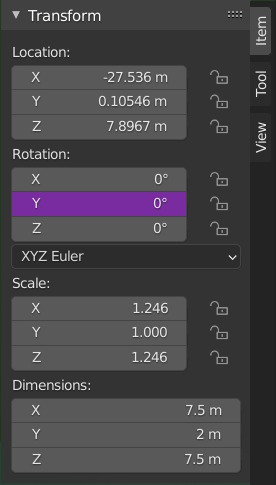 Transform
Item
Tool
View
Location:
X -27.536 m
Y 0.10546 m
Z 7.8967 m
Rotation:
X 0°
Y 0°
Z 0°
XYZ Euler
Scale:
X 1.246
Y 1.000
Z 1.246
Dimensions:
X 7.5 m
Y 2 m
Z 7.5 m